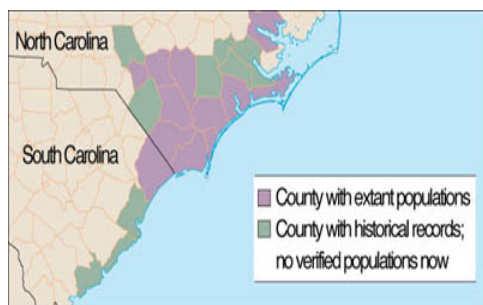 North Carolina
South Carolina
County with extant populations
County with historical records;
no verified populations now